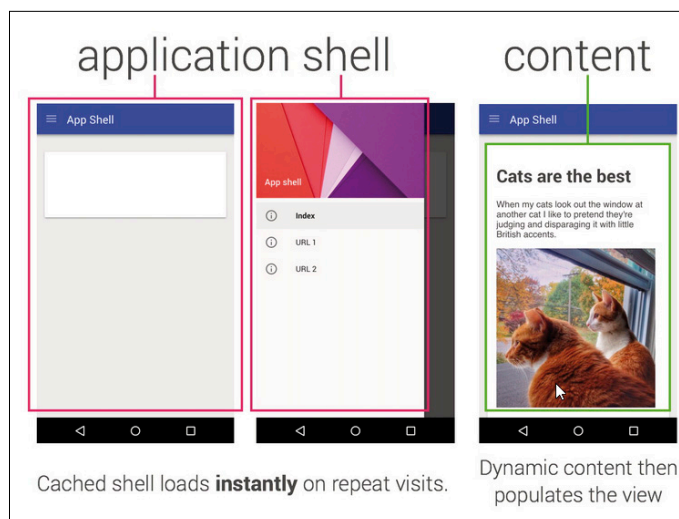 application shell
content
App Shell
App shell
Index
URL 1
URL 2
App Shell
Cats are the best
When my cats look out the window at
another cat I like to pretend they're
judging and disparaging it with little
British accents.
Cached shell loads instantly on repeat visits.
Dynamic content then
populates the view